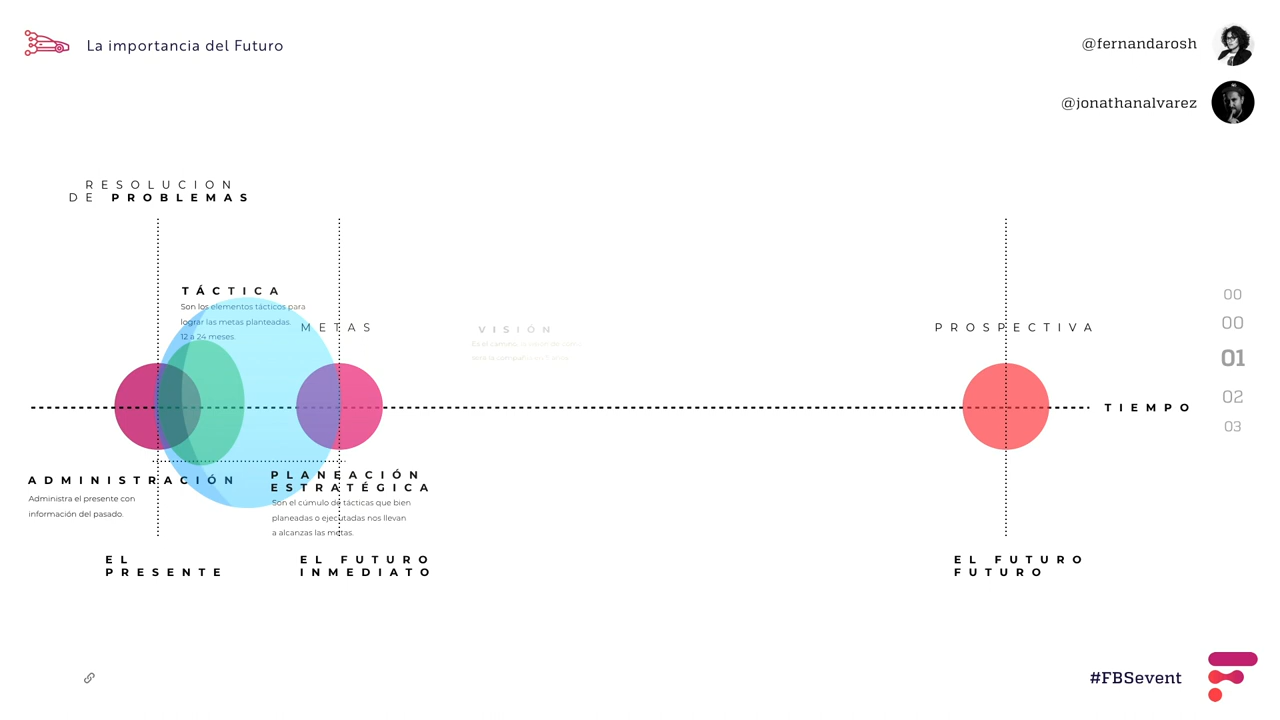 La importancia del Futuro
@fernandarosh
@jonathanalvarez
RESOLUCION
DE PROBLEMAS
TÁCTICA
Son los elementos tácticos para
lograr las metas planteadas.
12 a 24 meses.
METAS
VISIÓN
Es el camino,
PROSPECTIVA
00
00
01
02
03
TIEMPO
ADMINISTRACIÓN
Administra el presente con
información del pasado.
PLANEACIÓN
ESTRATÉGICA
Son el cúmulo de tácticas que bien
planeadas o ejecutadas nos llevan
a alcanzas las metas.
EL
PRESENTE
EL FUTURO
INMEDIATO
EL FUTURO
FUTURO
#FBSevent